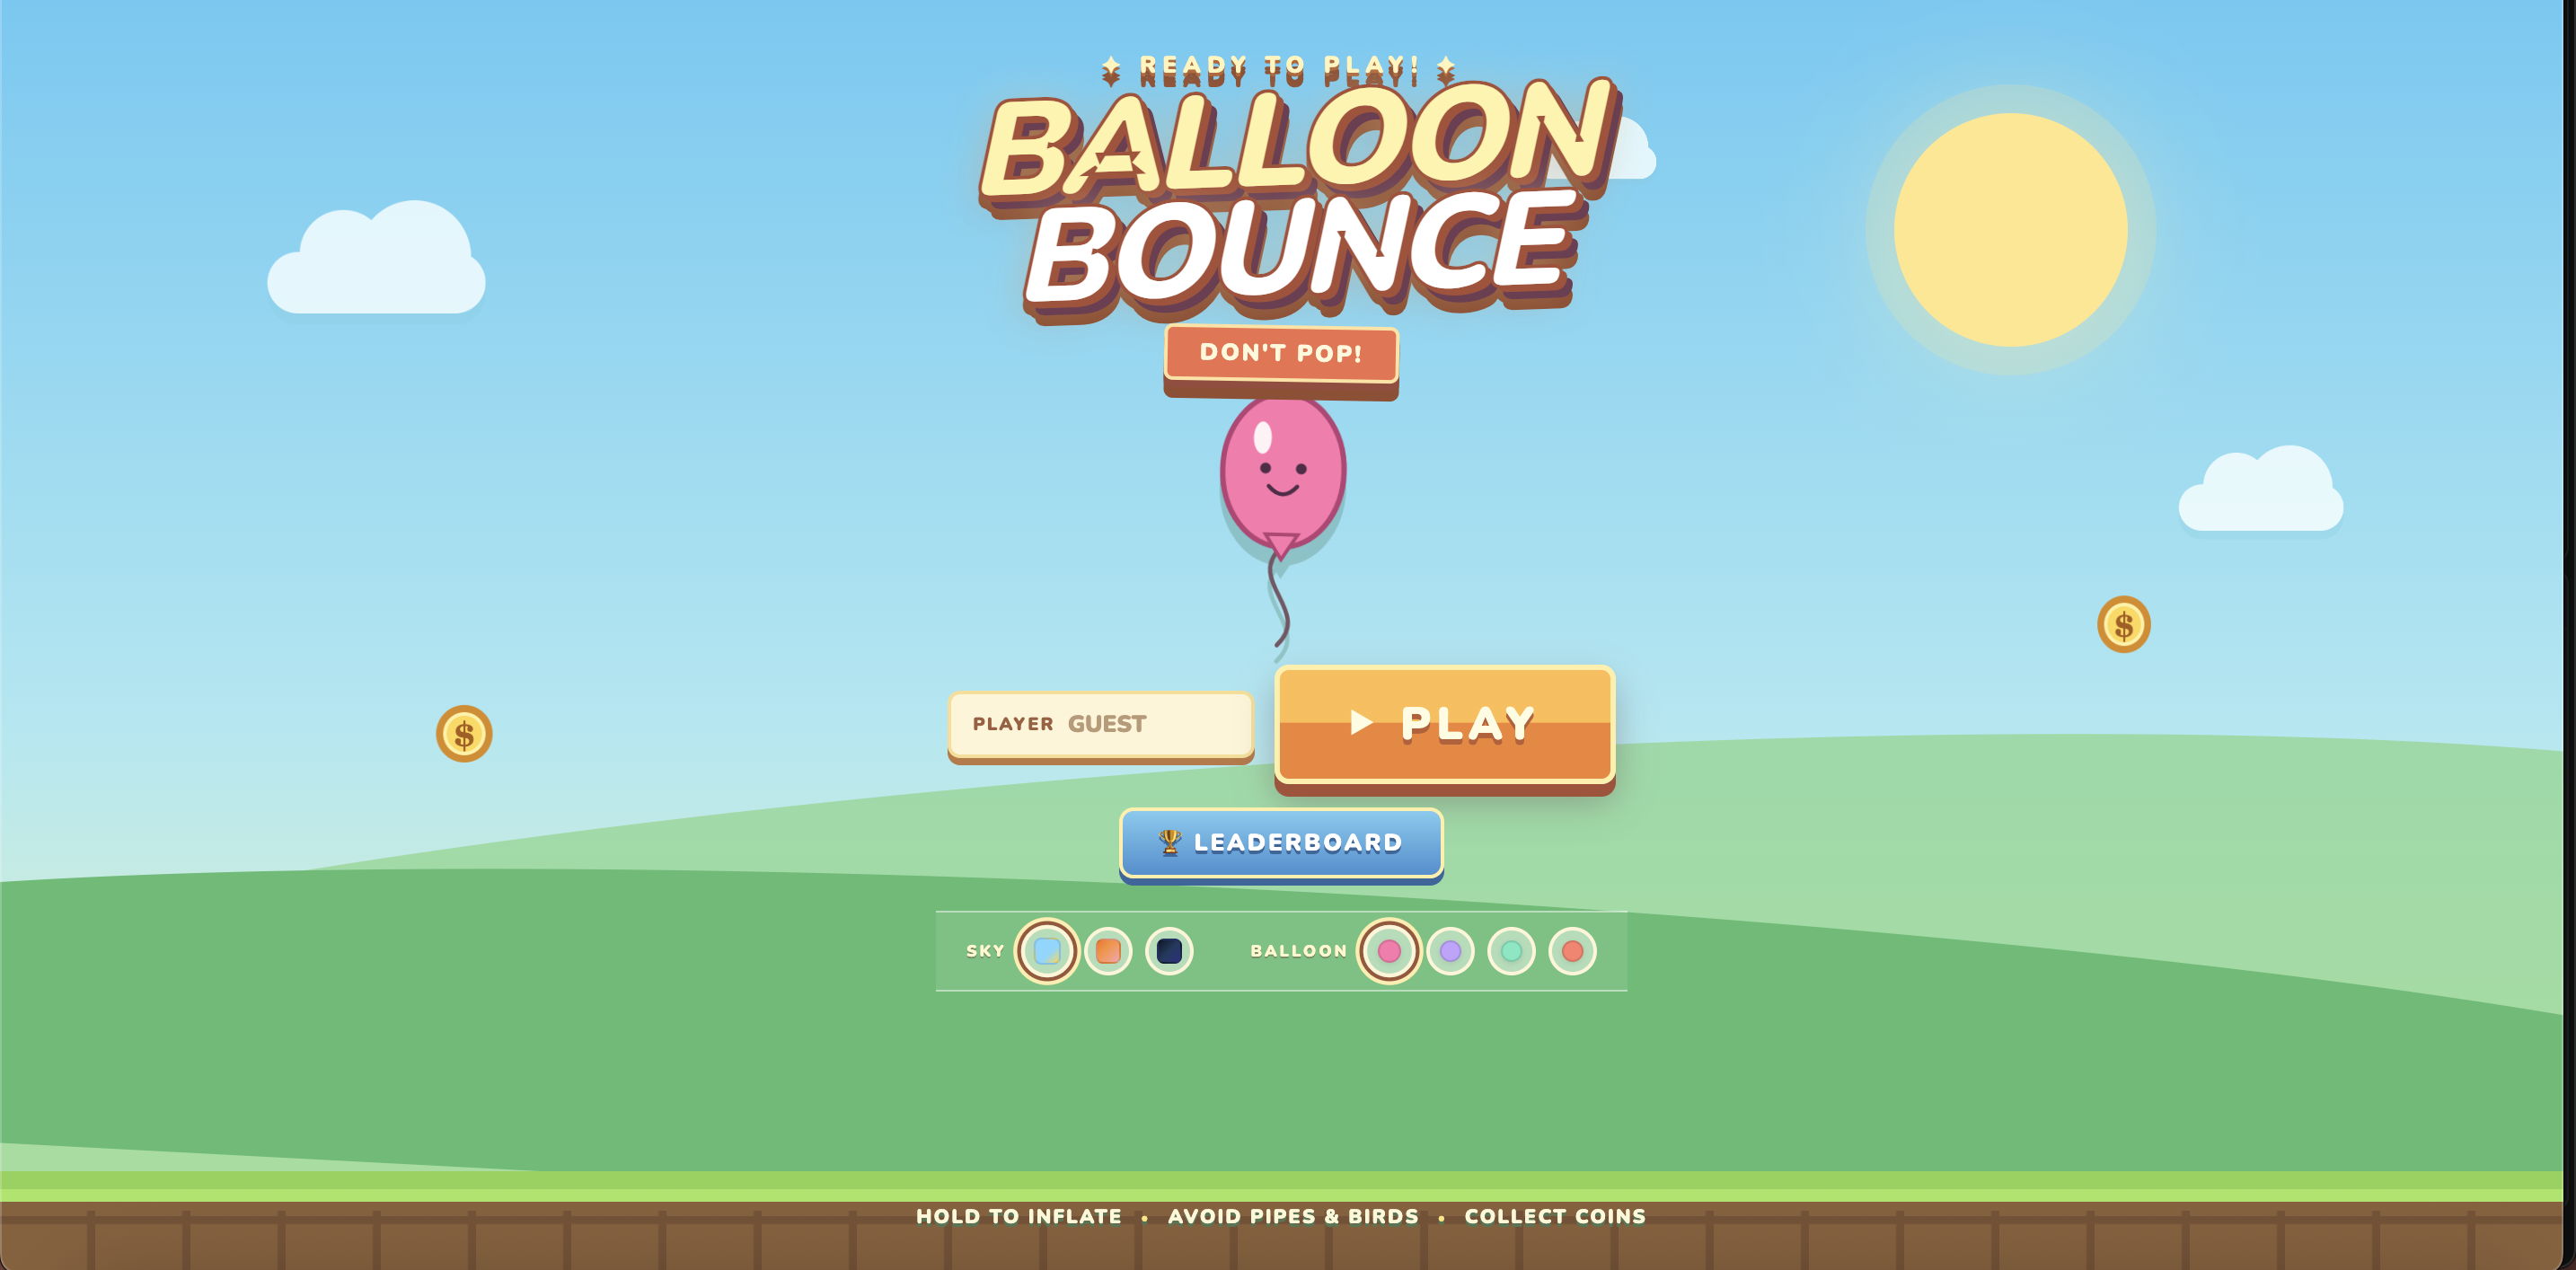 ✦ READY TO PLAY! ✦
BALLOON
BOUNCE
DON'T POP!
$
$
PLAYER GUEST
▶ PLAY
🏆 LEADERBOARD
SKY BALLOON
HOLD TO INFLATE • AVOID PIPES & BIRDS • COLLECT COINS